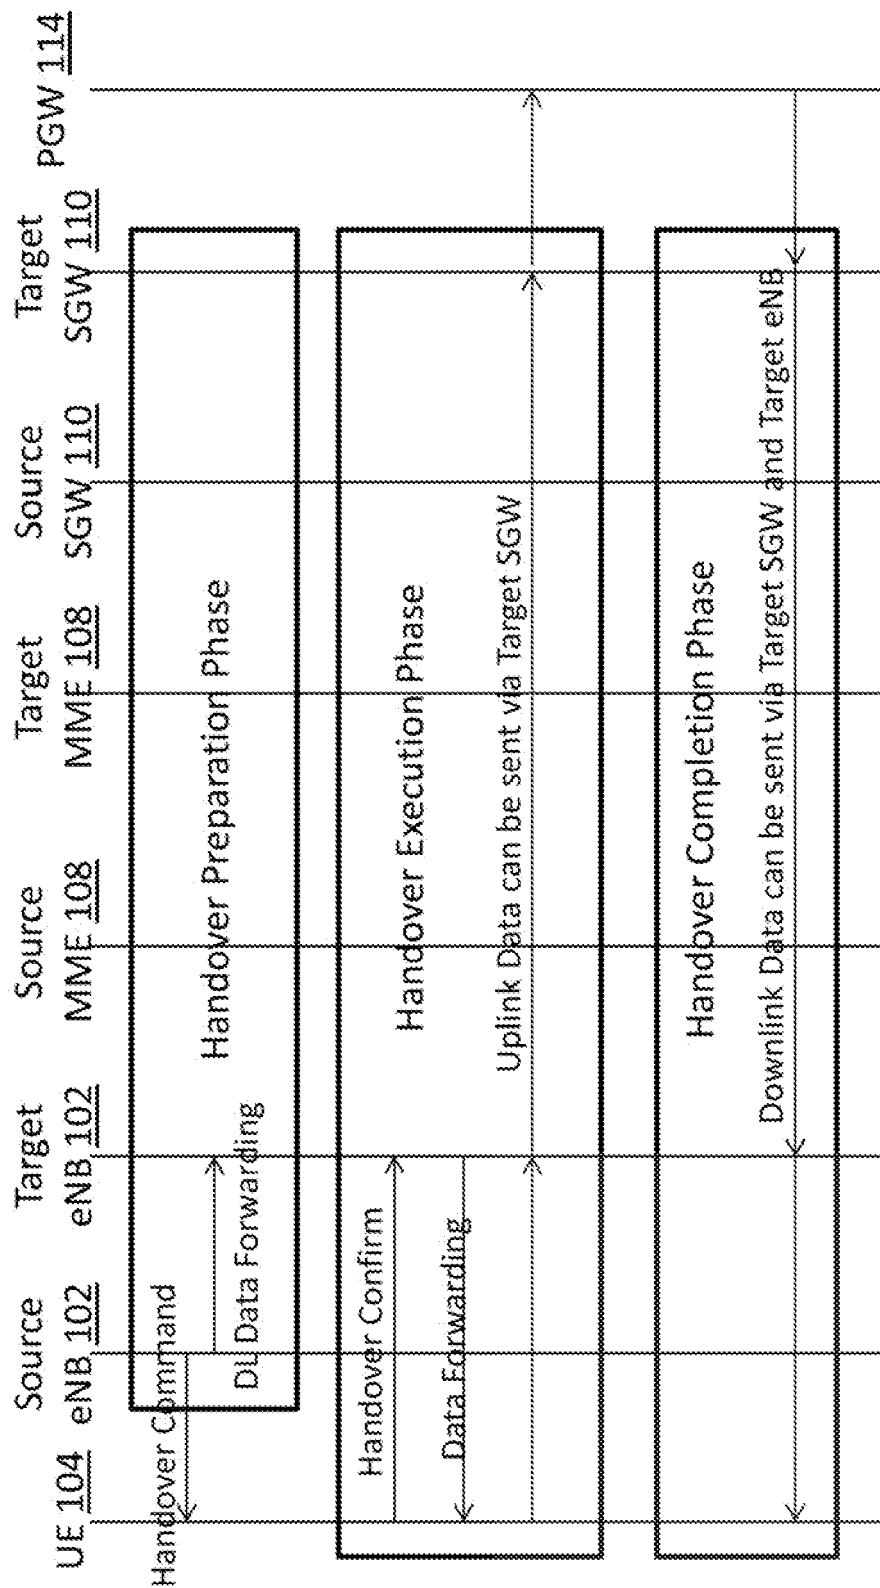 UE 104
Source
eNB 102
Target
eNB 102
Source
MME 108
Target
MME 108
Source
SGW 110
Target
SGW 110
PGW 114
Handover Command
Handover Preparation Phase
DL Data Forwarding
Handover Confirm
Handover Execution Phase
Data Forwarding
Uplink Data can be sent via Target SGW
Handover Completion Phase
Downlink Data can be sent via Target SGW and Target eNB